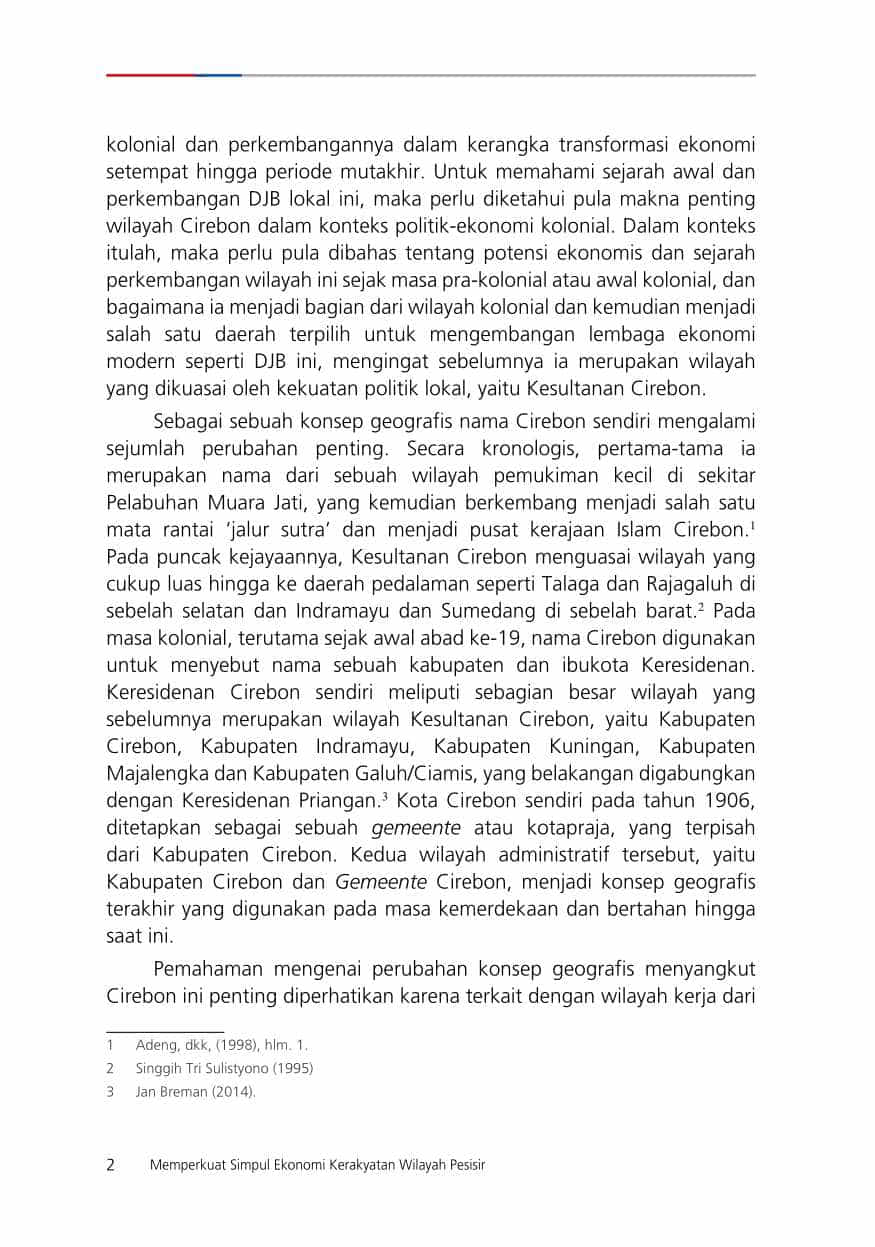 kolonial dan perkembangannya dalam kerangka transformasi ekonomi
setempat hingga periode mutakhir. Untuk memahami sejarah awal dan
perkembangan DJB lokal ini, maka perlu diketahui pula makna penting
wilayah Cirebon dalam konteks politik-ekonomi kolonial. Dalam konteks
itulah, maka perlu pula dibahas tentang potensi ekonomis dan sejarah
perkembangan wilayah ini sejak masa pra-kolonial atau awal kolonial, dan
bagaimana ia menjadi bagian dari wilayah kolonial dan kemudian menjadi
salah satu daerah terpilih untuk mengembangan lembaga ekonomi
modern seperti DJB ini, mengingat sebelumnya ia merupakan wilayah
yang dikuasai oleh kekuatan politik lokal, yaitu Kesultanan Cirebon.
Sebagai sebuah konsep geografis nama Cirebon sendiri mengalami
sejumlah perubahan penting. Secara kronologis, pertama-tama ia
merupakan nama dari sebuah wilayah pemukiman kecil di sekitar
Pelabuhan Muara Jati, yang kemudian berkembang menjadi salah satu
mata rantai ‘jalur sutra’ dan menjadi pusat kerajaan Islam Cirebon.1
Pada puncak kejayaannya, Kesultanan Cirebon menguasai wilayah yang
cukup luas hingga ke daerah pedalaman seperti Talaga dan Rajagaluh di
sebelah selatan dan Indramayu dan Sumedang di sebelah barat.2 Pada
masa kolonial, terutama sejak awal abad ke-19, nama Cirebon digunakan
untuk menyebut nama sebuah kabupaten dan ibukota Keresidenan.
Keresidenan Cirebon sendiri meliputi sebagian besar wilayah yang
sebelumnya merupakan wilayah Kesultanan Cirebon, yaitu Kabupaten
Cirebon, Kabupaten Indramayu, Kabupaten Kuningan, Kabupaten
Majalengka dan Kabupaten Galuh/Ciamis, yang belakangan digabungkan
dengan Keresidenan Priangan.3 Kota Cirebon sendiri pada tahun 1906,
ditetapkan sebagai sebuah gemeente atau kotapraja, yang terpisah
dari Kabupaten Cirebon. Kedua wilayah administratif tersebut, yaitu
Kabupaten Cirebon dan Gemeente Cirebon, menjadi konsep geografis
terakhir yang digunakan pada masa kemerdekaan dan bertahan hingga
saat ini.
Pemahaman mengenai perubahan konsep geografis menyangkut
Cirebon ini penting diperhatikan karena terkait dengan wilayah kerja dari
1 Adeng, dkk, (1998), hlm. 1.
2 Singgih Tri Sulistyono (1995)
3 Jan Breman (2014).
2 Memperkuat Simpul Ekonomi Kerakyatan Wilayah Pesisir